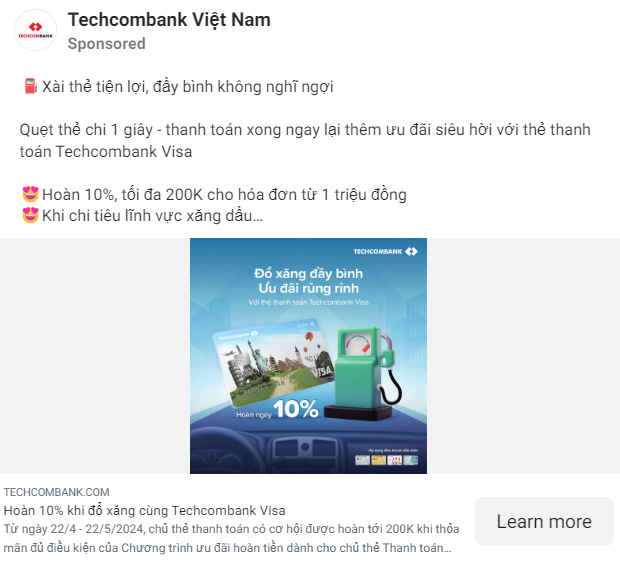 TECHCOMBANK
Techcombank Việt Nam
Sponsored
⛽Xài thẻ tiện lợi, đầy bình không nghĩ ngợi
Quẹt thẻ chi 1 giây - thanh toán xong ngay lại thêm ưu đãi siêu hời với thẻ thanh
toán Techcombank Visa
😍Hoàn 10%, tối đa 200K cho hóa đơn từ 1 triệu đồng
😍Khi chi tiêu lĩnh vực xăng dầu…
TECHCOMBANK
Đổ xăng đầy bình
Ưu đãi rủng rỉnh
Với thẻ thanh toán Techcombank Visa
TECHCOMBANK
VISA
Hoàn ngay 10%
TECHCOMBANK.COM
Hoàn 10% khi đổ xăng cùng Techcombank Visa
Từ ngày 22/4 - 22/5/2024, chủ thẻ thanh toán có cơ hội được hoàn tới 200K khi thỏa
mãn đủ điều kiện của Chương trình ưu đãi hoàn tiền dành cho chủ thẻ Thanh toán…
Learn more